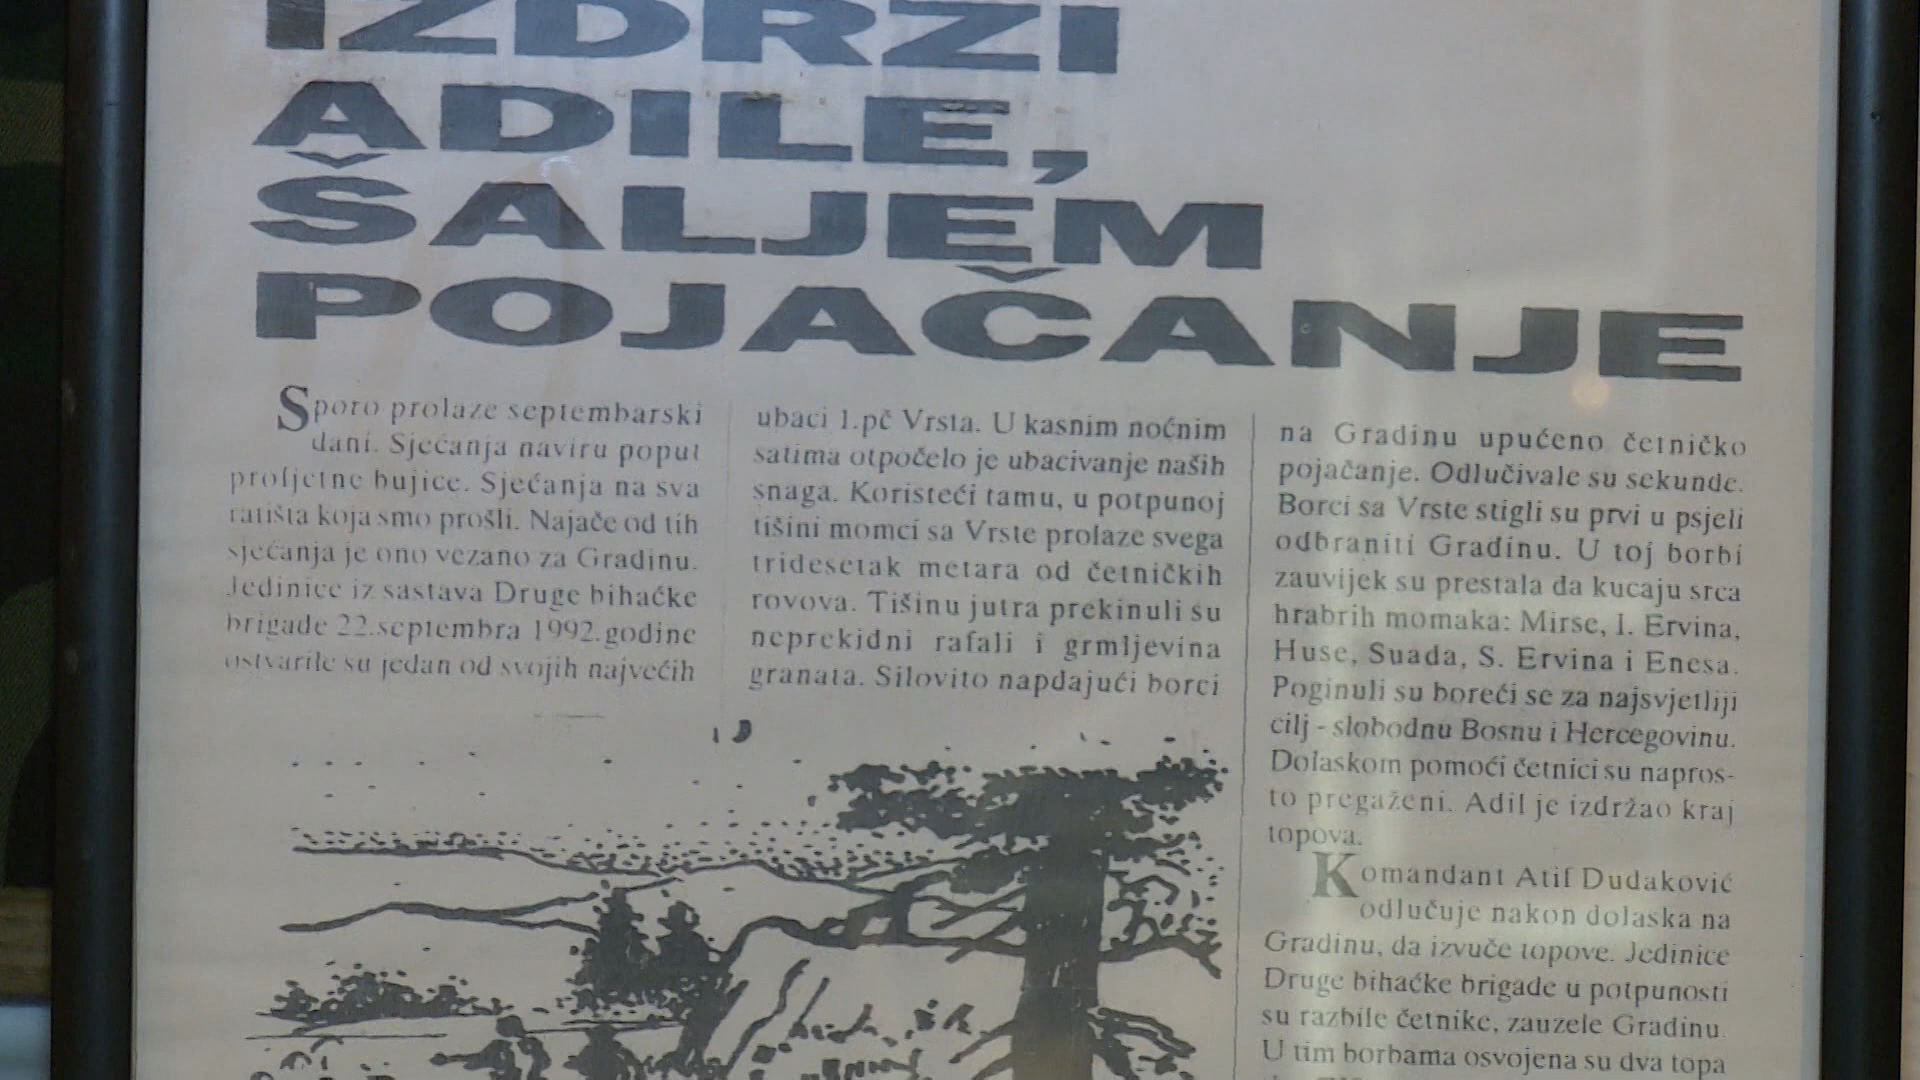 IZDRZI
ADILE,
ŠALJEM
POJAČANJE
Sporo prolaze septembarski
dani. Sjećanja naviru poput
proljetne bujice. Sjećanja na sva
ratišta koja smo prošli. Najače od tih
sjećanja je ono vezano za Gradinu.
Jedinice iz sastava Druge bihaćke
brigade 22.septembra 1992.godine
ostvarile su jedan od svojih najvećih
ubaci 1.pč Vrsta. U kasnim noćnim
satima otpočelo je ubacivanje naših
snaga. Koristeći tamu, u potpunoj
tišini momci sa Vrste prolaze svega
tridesetak metara od četničkih
rovova. Tišinu jutra prekinuli su
neprekidni rafali i grmljevina
granata. Silovito napdajući borci
na Gradinu upućeno četničko
pojačanje. Odlučivale su sekunde.
Borci sa Vrste stigli su prvi u psjeli
odbraniti Gradinu. U toj borbi
zauvijek su prestala da kucaju srca
hrabrih momaka: Mirse, I. Ervina,
Huse, Suada, S. Ervina i Enesa.
Poginuli su boreći se za najsvjetliji
cilj - slobodnu Bosnu i Hercegovinu.
Dolaskom pomoći četnici su napros-
to pregaženi. Adil je izdržao kraj
topova.
Komandant Atif Dudaković
odlučuje nakon dolaska na
Gradinu, da izvuče topove. Jedinice
Druge bihaćke brigade u potpunosti
su razbile četnike, zauzele Gradinu.
U tim borbama osvojena su dva topa